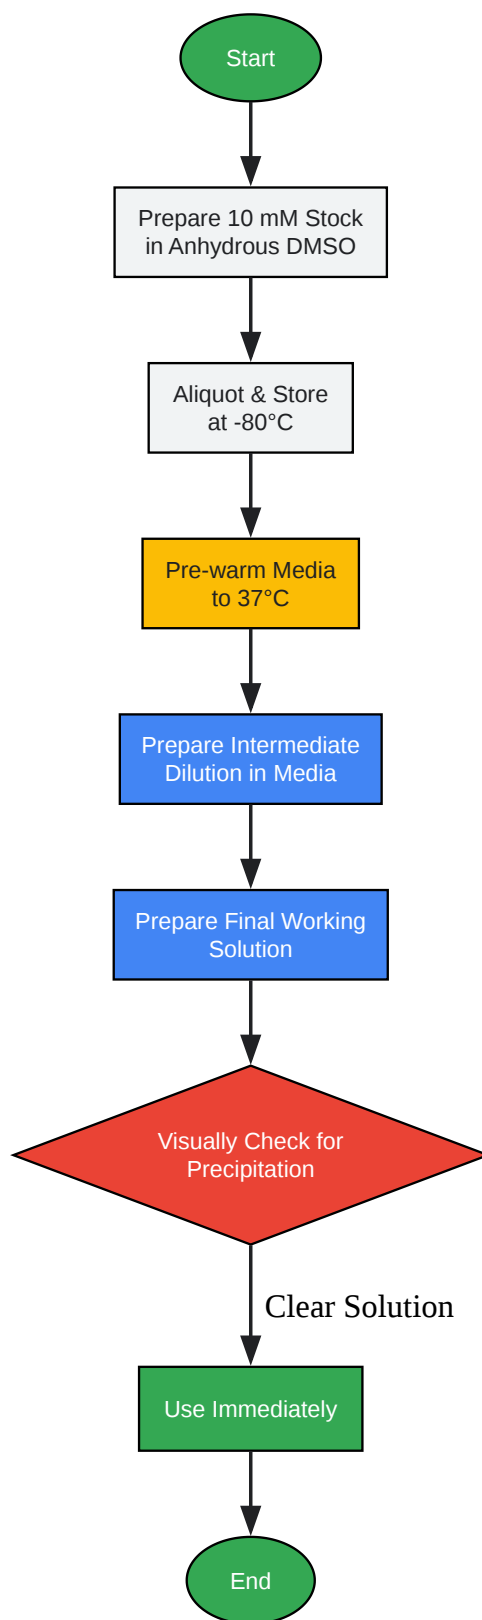 Start
Prepare 10 mM Stock
in Anhydrous DMSO
Aliquot & Store
at -80°C
Pre-warm Media
to 37°C
Prepare Intermediate
Dilution in Media
Prepare Final Working
Solution
Visually Check for
Precipitation
Clear Solution
Use Immediately
End